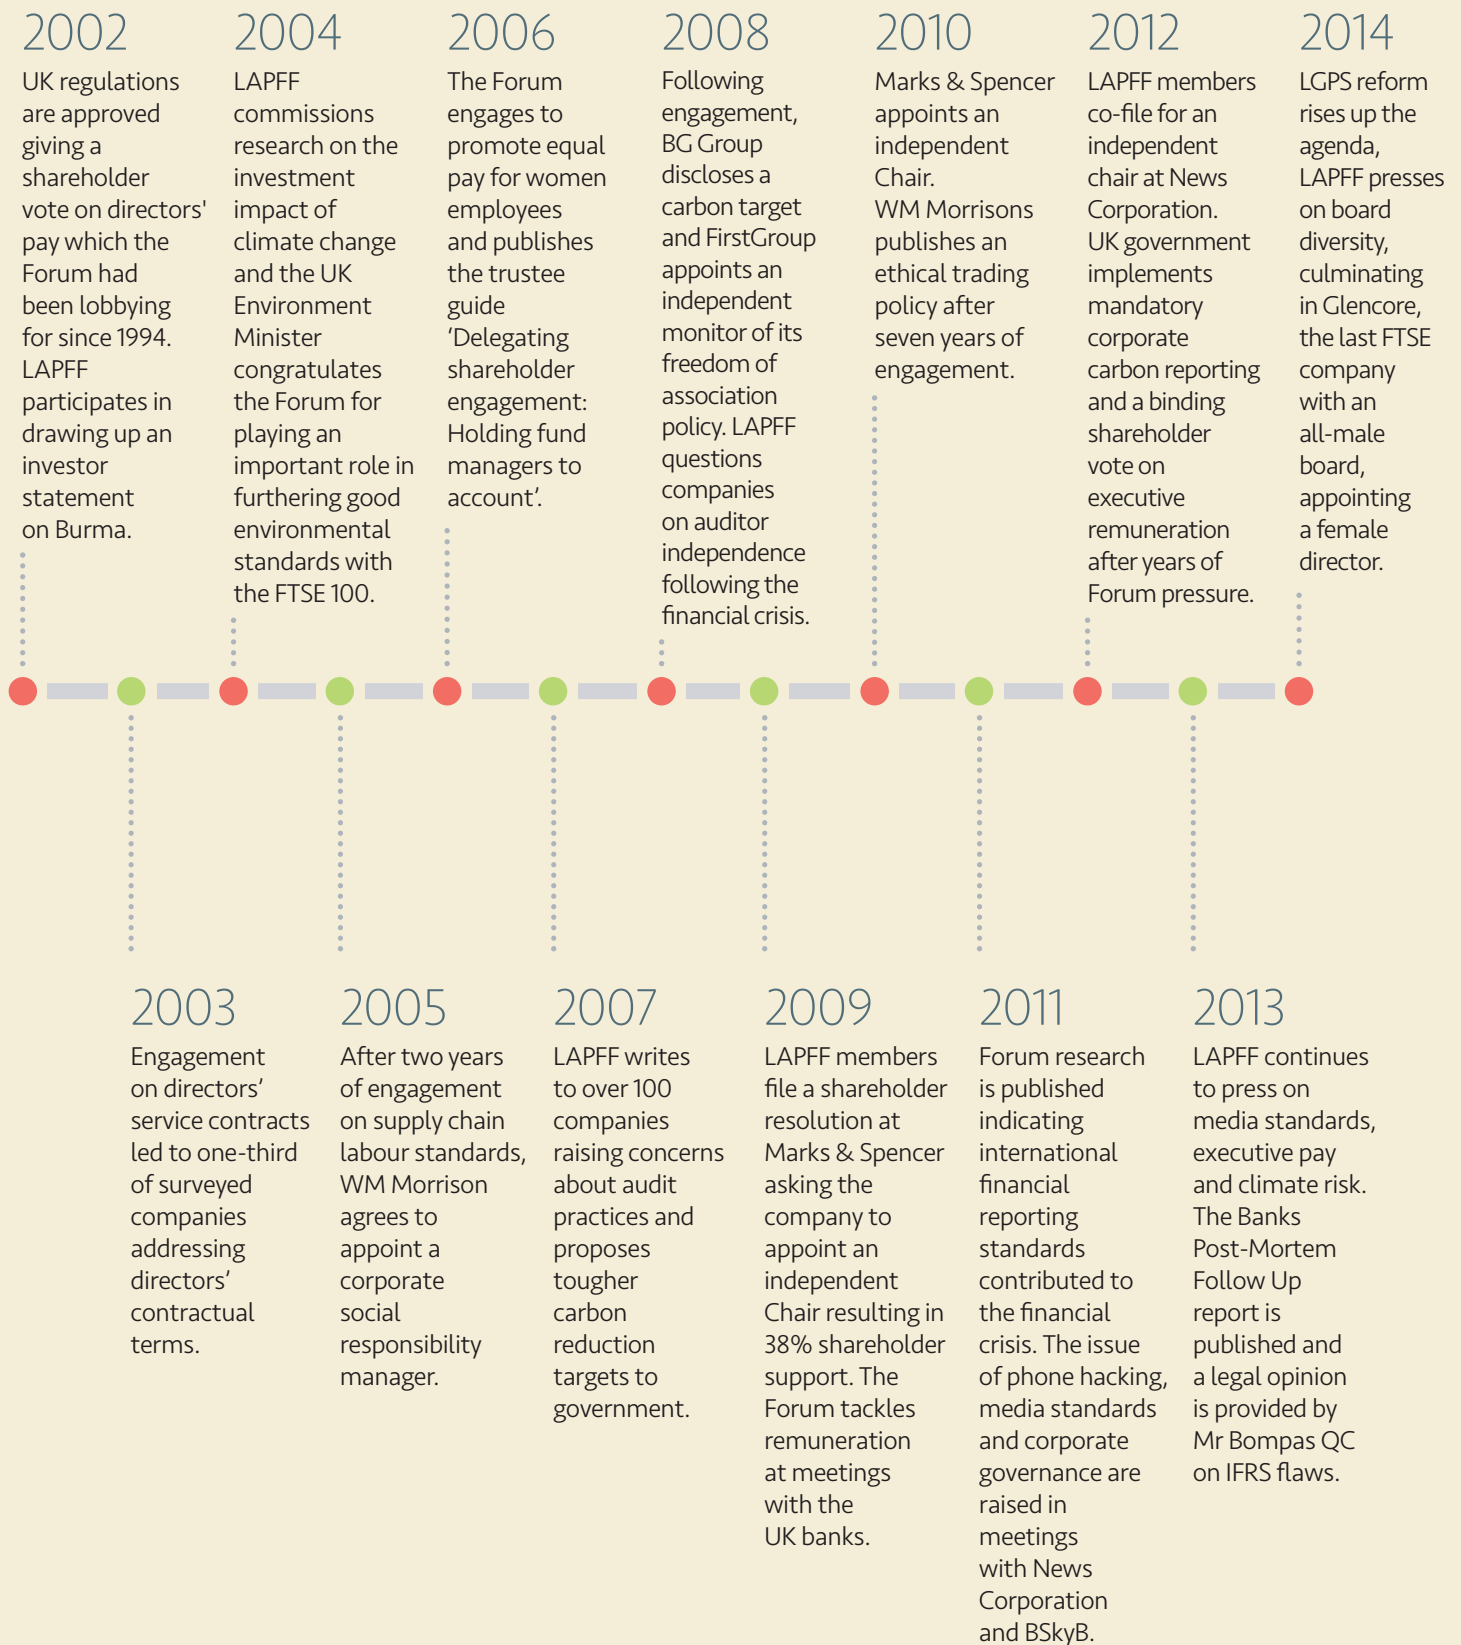 2002
UK regulations
are approved
giving a
shareholder
vote on directors'
pay which the
Forum had
been lobbying
for since 1994.
LAPFF
participates in
drawing up an
investor
statement
on Burma.
2004
LAPFF
commissions
research on the
investment
impact of
climate change
and the UK
Environment
Minister
congratulates
the Forum for
playing an
important role in
furthering good
environmental
standards with
the FTSE 100.
2006
The Forum
engages to
promote equal
pay for women
employees
and publishes
the trustee
guide
‘Delegating
shareholder
engagement:
Holding fund
managers to
account’.
2008
Following
engagement,
BG Group
discloses a
carbon target
and FirstGroup
appoints an
independent
monitor of its
freedom of
association
policy. LAPFF
questions
companies
on auditor
independence
following the
financial crisis.
2010
Marks & Spencer
appoints an
independent
Chair.
WM Morrisons
publishes an
ethical trading
policy after
seven years of
engagement.
2012
LAPFF members
co-file for an
independent
chair at News
Corporation.
UK government
implements
mandatory
corporate
carbon reporting
and a binding
shareholder
vote on
executive
remuneration
after years of
Forum pressure.
2014
LGPS reform
rises up the
agenda,
LAPFF presses
on board
diversity,
culminating
in Glencore,
the last FTSE
company
with an
all-male
board,
appointing
a female
director.
2003
Engagement
on directors’
service contracts
led to one-third
of surveyed
companies
addressing
directors’
contractual
terms.
2005
After two years
of engagement
on supply chain
labour standards,
WM Morrison
agrees to
appoint a
corporate
social
responsibility
manager.
2007
LAPFF writes
to over 100
companies
raising concerns
about audit
practices and
proposes
tougher
carbon
reduction
targets to
government.
2009
LAPFF members
file a shareholder
resolution at
Marks & Spencer
asking the
company to
appoint an
independent
Chair resulting in
38% shareholder
support. The
Forum tackles
remuneration
at meetings
with the
UK banks.
2011
Forum research
is published
indicating
international
financial
reporting
standards
contributed to
the financial
crisis. The issue
of phone hacking,
media standards
and corporate
governance are
raised in
meetings
with News
Corporation
and BSkyB.
2013
LAPFF continues
to press on
media standards,
executive pay
and climate risk.
The Banks
Post-Mortem
Follow Up
report is
published and
a legal opinion
is provided by
Mr Bompas QC
on IFRS flaws.